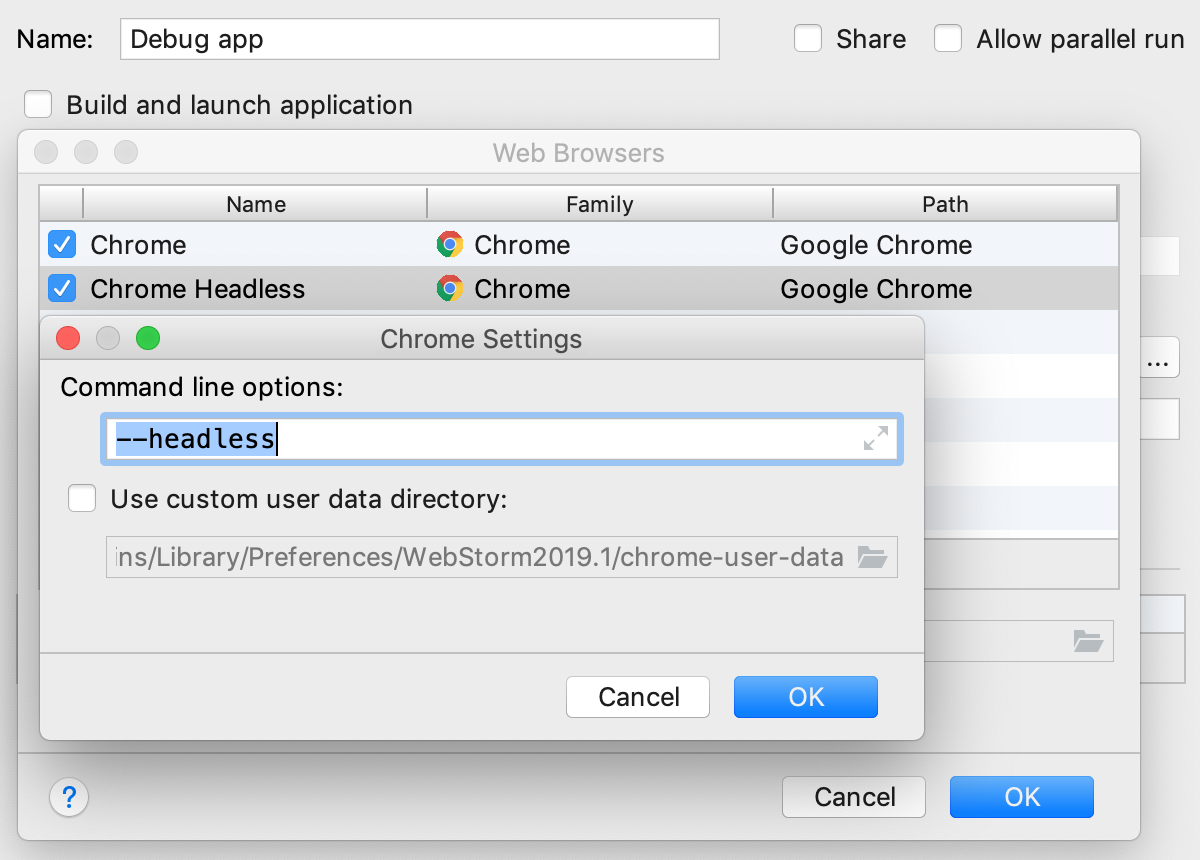 Name: Debug app Share Allow parallel run
Build and launch application
Web Browsers
Name Family Path
Chrome Chrome Google Chrome
Chrome Headless Chrome Google Chrome
Chrome Settings
Command line options:
--headless
...
Use custom user data directory:
ins/Library/Preferences/WebStorm2019.1/chrome-user-data
Cancel OK
? Cancel OK